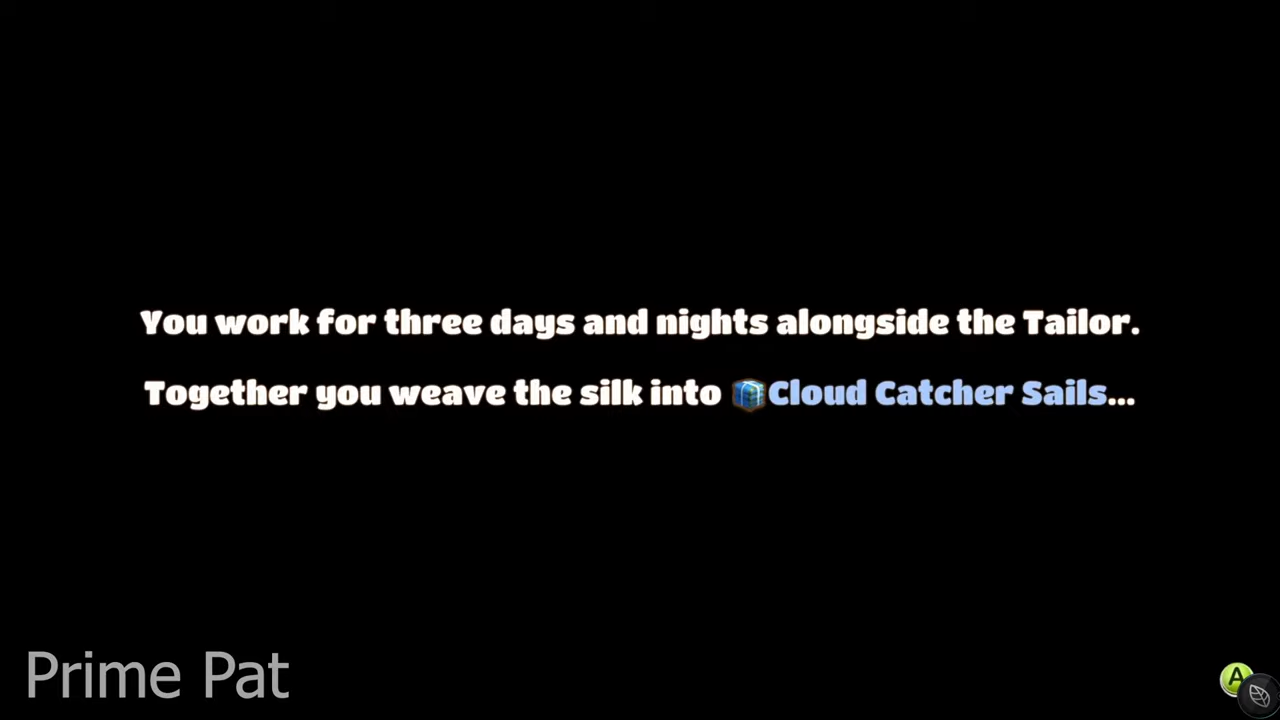 You work for three days and nights alongside the Tailor.
Together you weave the silk into Cloud Catcher Sails...
Prime Pat
A